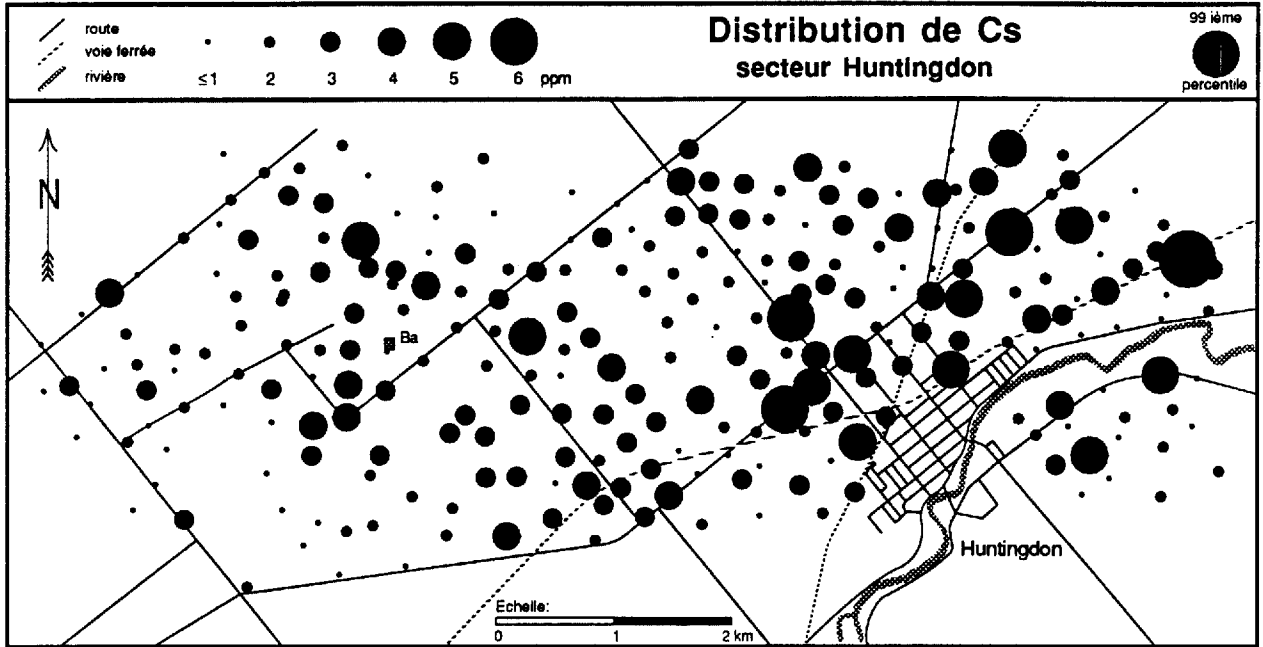 route
voie ferrée
rivière
≤1 2 3 4 5 6 ppm
Distribution de Cs
secteur Huntingdon
99 ième
percentile
N
Ba
Huntingdon
Echelle:
0 1 2 km